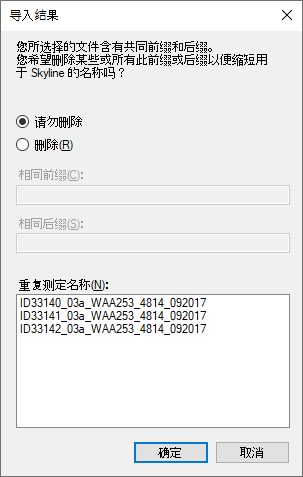 导入结果
您所选择的文件含有共同前缀和后缀。
您希望删除某些或所有此前缀或后缀以便缩短用
于 Skyline 的名称吗？
请勿删除
删除(R)
相同前缀(C):
相同后缀(S):
重复测定名称(N):
ID33140_03a_WAA253_4814_092017
ID33141_03a_WAA253_4814_092017
ID33142_03a_WAA253_4814_092017
确定
取消